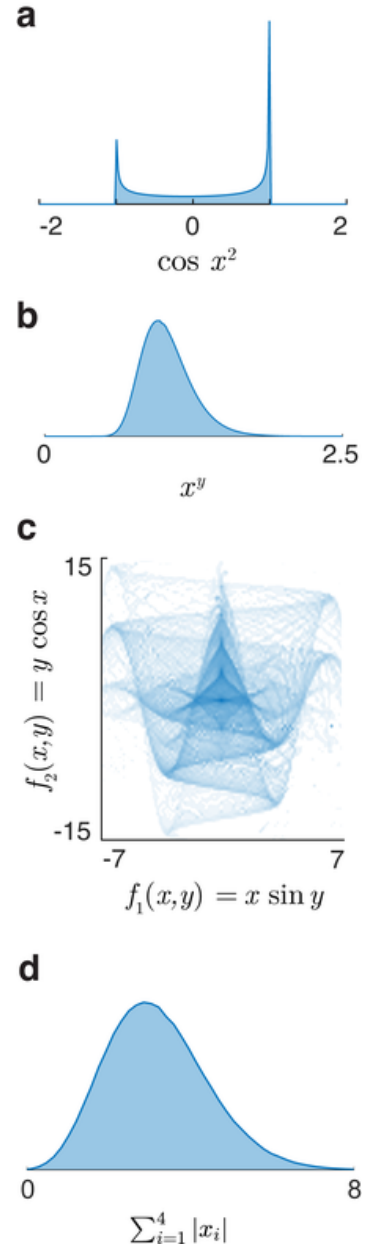 a
-2 0 2
cos x²
b
0 2.5
x^y
c
15
f₂(x,y) = y cos x
-15
-7 7
f₁(x,y) = x sin y
d
0 8
∑⁴ᵢ₌₁ |xᵢ|